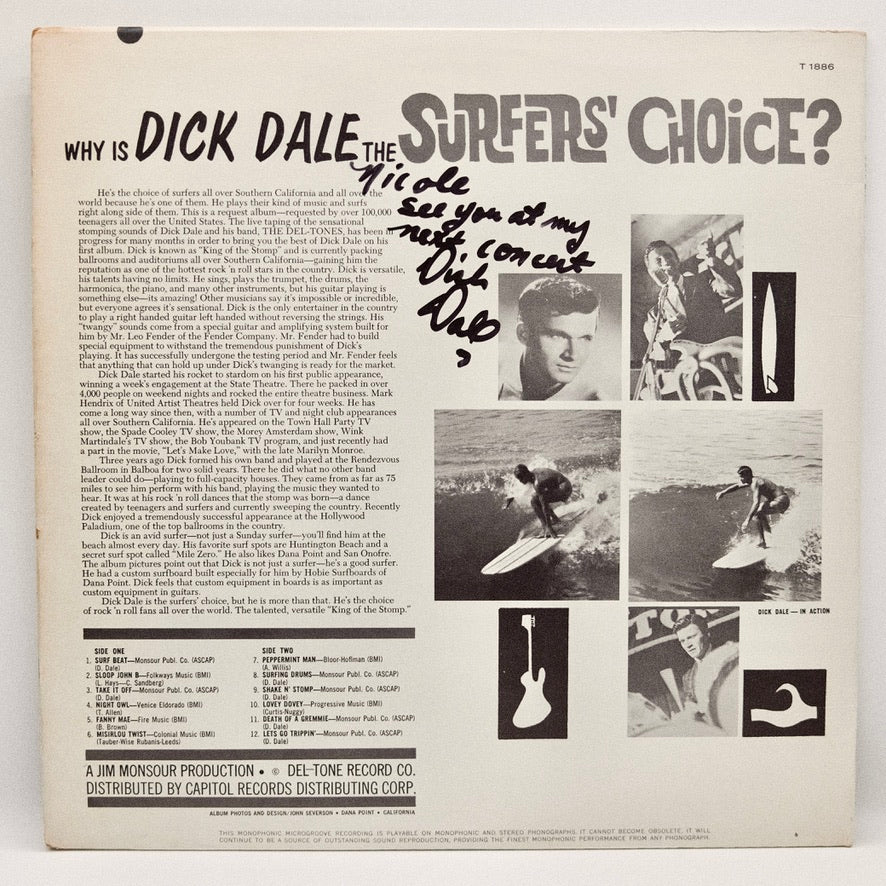 T 1886
WHY IS DICK DALE THE SURFERS' CHOICE?
Nicole
see you at my
next concert
Dick
Dale
He's the choice of surfers all over Southern California and all over the
world because he's one of them. He plays their kind of music and surfs
right along side of them. This is a request album—requested by over 100,000
teenagers all over the United States. The live taping of the sensational
stomping sounds of Dick Dale and his band, THE DEL-TONES, has been in
progress for many months in order to bring you the best of Dick Dale on his
first album. Dick is known as "King of the Stomp" and is currently packing
ballrooms and auditoriums all over Southern California—gaining him the
reputation as one of the hottest rock 'n roll stars in the country. Dick is versatile,
his talents having no limits. He sings, plays the trumpet, the drums, the
harmonica, the piano, and many other instruments, but his guitar playing is
something else—its amazing! Other musicians say it's impossible or incredible,
but everyone agrees it's sensational. Dick is the only entertainer in the country
to play a right handed guitar left handed without reversing the strings. His
"twangy" sounds come from a special guitar and amplifying system built for
him by Mr. Leo Fender of the Fender Company. Mr. Fender had to build
special equipment to withstand the tremendous punishment of Dick's
playing. It has successfully undergone the testing period and Mr. Fender feels
that anything that can hold up under Dick's twanging is ready for the market.
Dick Dale started his rocket to stardom on his first public appearance,
winning a week's engagement at the State Theatre. There he packed in over
4,000 people on weekend nights and rocked the entire theatre business. Mark
Hendrix of United Artist Theatres held Dick over for four weeks. He has
come a long way since then, with a number of TV and night club appearances
all over Southern California. He's appeared on the Town Hall Party TV
show, the Spade Cooley TV show, the Morey Amsterdam show, Wink
Martindale's TV show, the Bob Youbank TV program, and just recently had
a part in the movie, "Let's Make Love," with the late Marilyn Monroe.
Three years ago Dick formed his own band and played at the Rendezvous
Ballroom in Balboa for two solid years. There he did what no other band
leader could do—playing to full-capacity houses. They came from as far as 75
miles to see him perform with his band, playing the music they wanted to
hear. It was at his rock 'n roll dances that the stomp was born—a dance
created by teenagers and surfers and currently sweeping the country. Recently
Dick enjoyed a tremendously successful appearance at the Hollywood
Paladium, one of the top ballrooms in the country.
Dick is an avid surfer—not just a Sunday surfer—you'll find him at the
beach almost every day. His favorite surf spots are Huntington Beach and a
secret surf spot called "Mile Zero." He also likes Dana Point and San Onofre.
The album pictures point out that Dick is not just a surfer—he's a good surfer.
He had a custom surfboard built especially for him by Hobie Surfboards of
Dana Point. Dick feels that custom equipment in boards is as important as
custom equipment in guitars.
Dick Dale is the surfers' choice, but he is more than that. He's the choice
of rock 'n roll fans all over the world. The talented, versatile "King of the Stomp."
DICK DALE — IN ACTION
SIDE ONE
1. SURF BEAT—Monsour Publ. Co. (ASCAP)
(D. Dale)
2. SLOOP JOHN B—Folkways Music (BMI)
(L. Hays—C. Sandberg)
3. TAKE IT OFF—Monsour Publ. Co. (ASCAP)
(D. Dale)
4. NIGHT OWL—Venice Eldorado (BMI)
(T. Allen)
5. FANNY MAE—Fire Music (BMI)
(B. Brown)
6. MISIRLOU TWIST—Colonial Music (BMI)
(Tauber-Wise Rubanis-Leeds)
SIDE TWO
7. PEPPERMINT MAN—Bloor-Hoffman (BMI)
(A. Willis)
8. SURFING DRUMS—Monsour Publ. Co. (ASCAP)
(D. Dale)
9. SHAKE N' STOMP—Monsour Publ. Co. (ASCAP)
(D. Dale)
10. LOVEY DOVEY—Progressive Music (BMI)
(Curtis-Nuggy)
11. DEATH OF A GREMMIE—Monsour Publ. Co. (ASCAP)
(D. Dale)
12. LETS GO TRIPPIN'—Monsour Publ. Co. (ASCAP)
(D. Dale)
A JIM MONSOUR PRODUCTION • © DEL-TONE RECORD CO.
DISTRIBUTED BY CAPITOL RECORDS DISTRIBUTING CORP.
ALBUM PHOTOS AND DESIGN/JOHN SEVERSON • DANA POINT • CALIFORNIA
THIS MONOPHONIC MICROGROOVE RECORDING IS PLAYABLE ON MONOPHONIC AND STEREO PHONOGRAPHS. IT CANNOT BECOME OBSOLETE. IT WILL
CONTINUE TO BE A SOURCE OF OUTSTANDING SOUND REPRODUCTION, PROVIDING THE FINEST MONOPHONIC PERFORMANCE FROM ANY PHONOGRAPH.